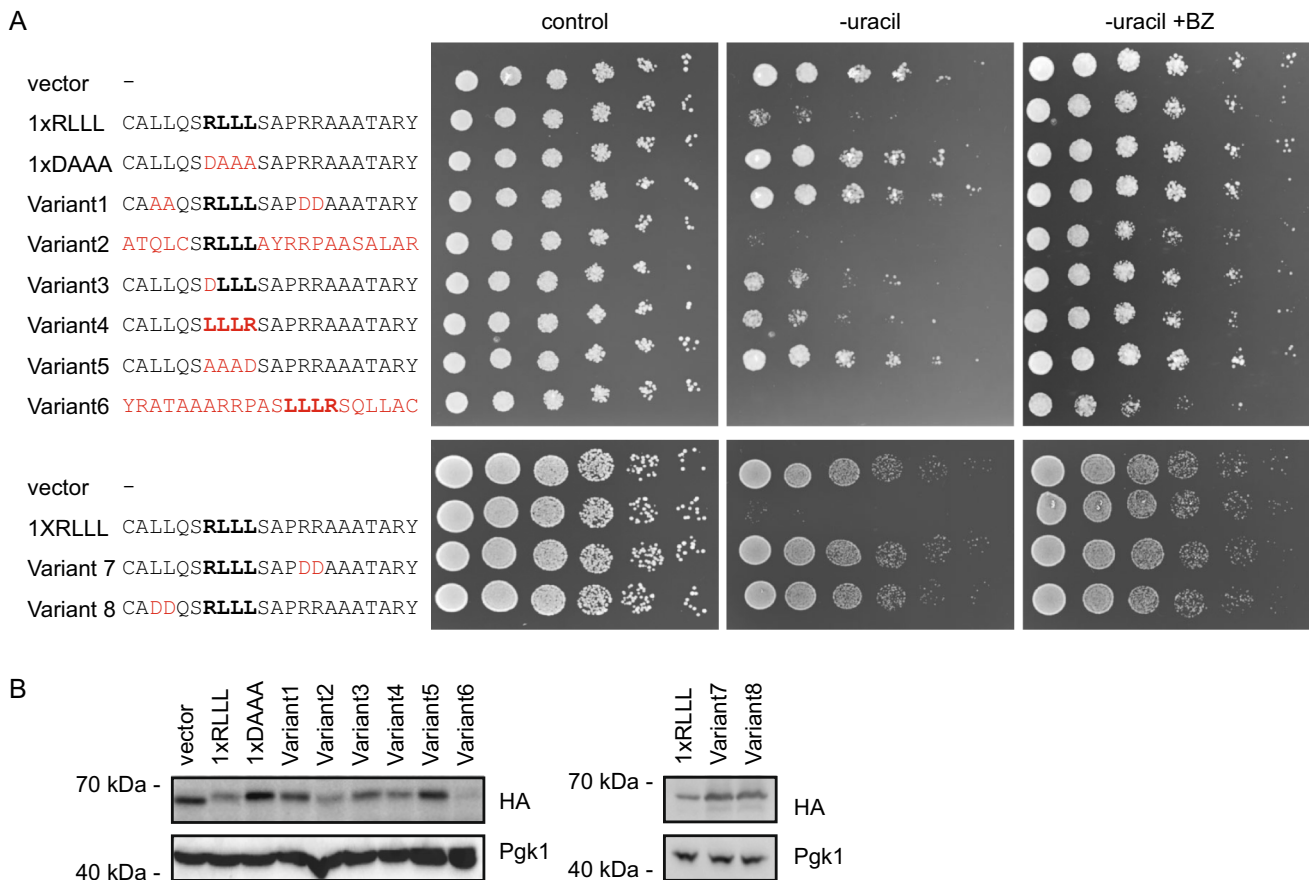 A
control -uracil -uracil +BZ
vector –
1xRLLL CALLQSRLLLSAPRRAAATARY
1xDAAA CALLQSDAAASAPRRAAATARY
Variant1 CAAAQSRLLLSAPDDAAATARY
Variant2 ATQLCSRLLLAYRRPAASALAR
Variant3 CALLQSDLLLSAPRRAAATARY
Variant4 CALLQSLLLRSAPRRAAATARY
Variant5 CALLQSAAADSAPRRAAATARY
Variant6 YRATAAARRPASLLLRSQLLAC
vector –
1XRLLL CALLQSRLLLSAPRRAAATARY
Variant 7 CALLQSRLLLSAPDDAAATARY
Variant 8 CADDQSRLLLSAPRRAAATARY
B
vector 1xRLLL 1xDAAA Variant1 Variant2 Variant3 Variant4 Variant5 Variant6
70 kDa -
HA
40 kDa -
Pgk1
1xRLLL Variant7 Variant8
70 kDa -
HA
40 kDa -
Pgk1